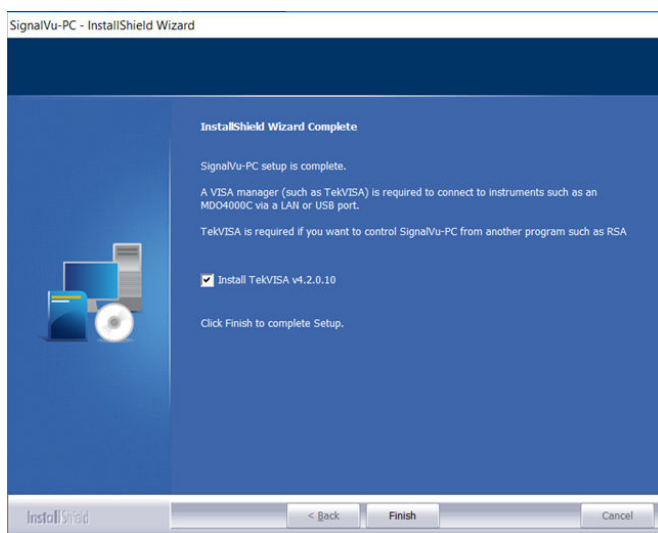 SignalVu-PC - InstallShield Wizard
InstallShield Wizard Complete
SignalVu-PC setup is complete.
A VISA manager (such as TekVISA) is required to connect to instruments such as an
MDO4000C via a LAN or USB port.
TekVISA is required if you want to control SignalVu-PC from another program such as RSA
Install TekVISA v4.2.0.10
Click Finish to complete Setup.
InstallShield
< Back
Finish
Cancel